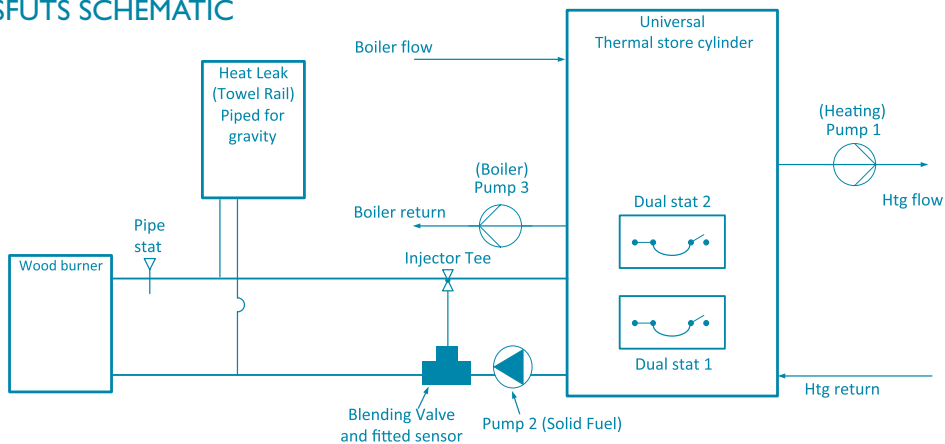 SFUTS SCHEMATIC
Universal
Thermal store cylinder
Boiler flow
Heat Leak
(Towel Rail)
Piped for
gravity
(Heating)
Pump 1
Htg flow
(Boiler)
Pump 3
Boiler return
Dual stat 2
Pipe
stat
Injector Tee
Wood burner
Dual stat 1
Htg return
Blending Valve
and fitted sensor
Pump 2 (Solid Fuel)